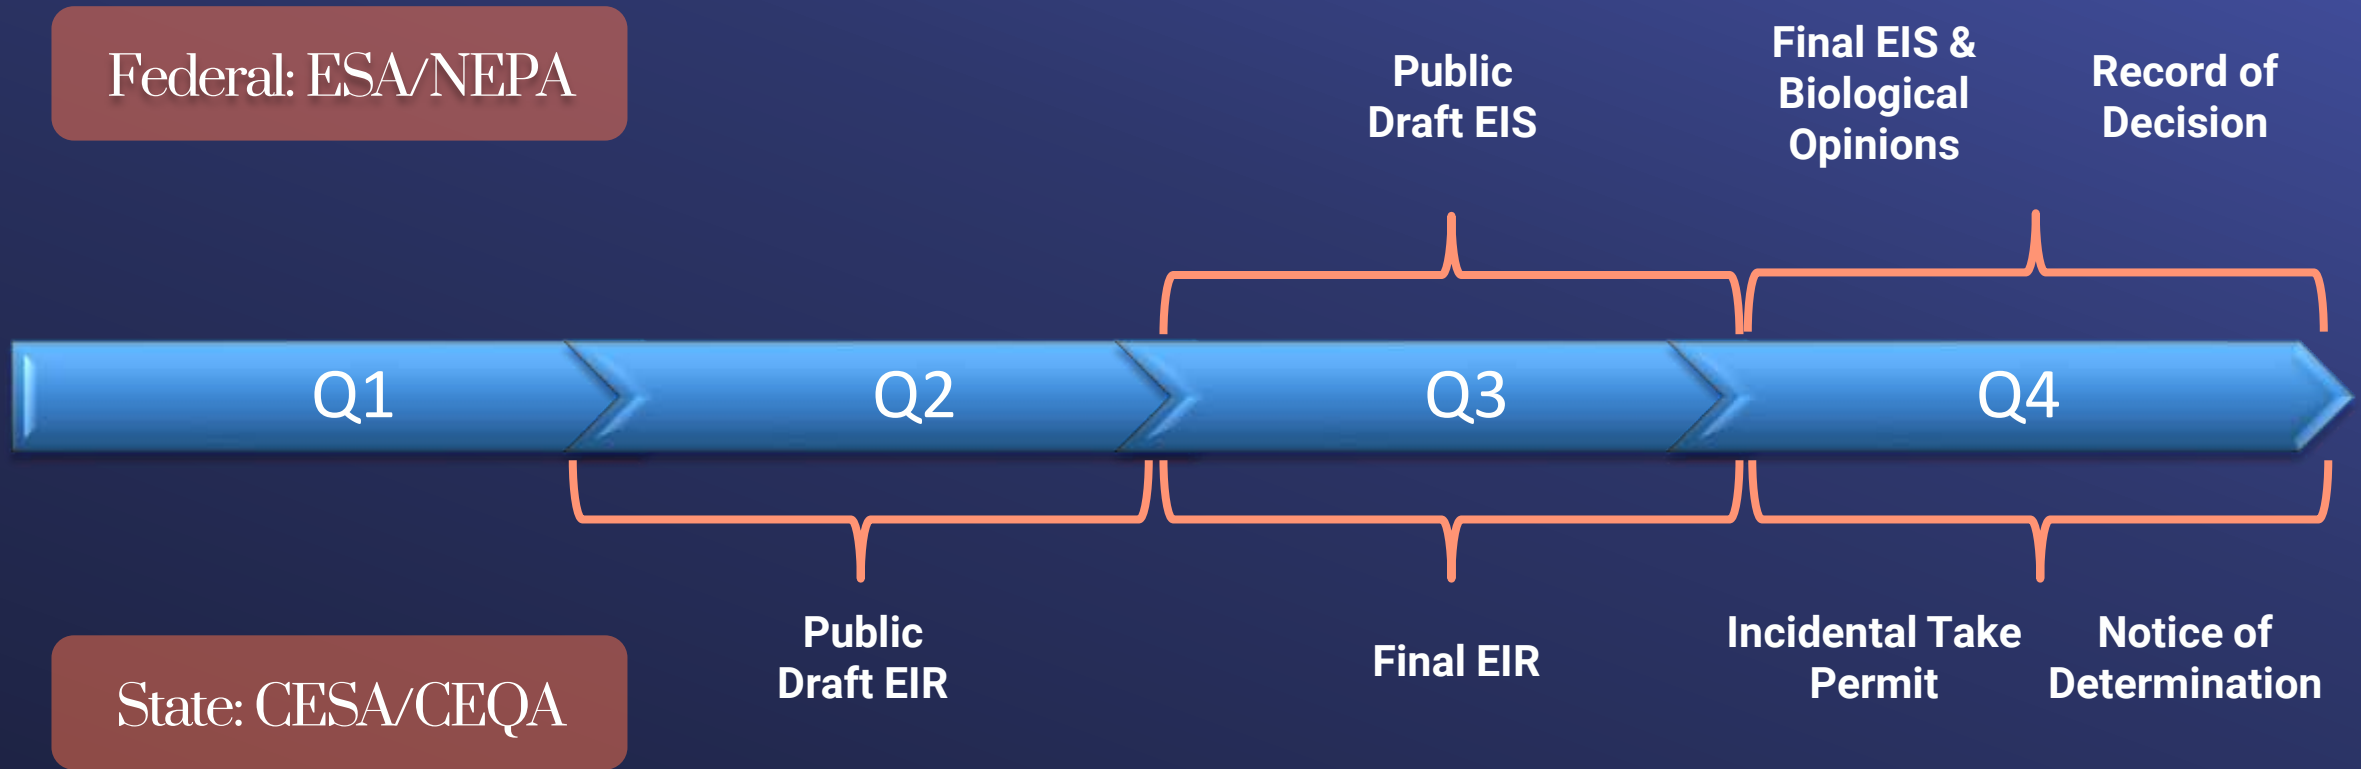 Federal: ESA/NEPA
Public
Draft EIS
Final EIS &
Biological
Opinions
Record of
Decision
Q1
Q2
Q3
Q4
Public
Draft EIR
Final EIR
Incidental Take
Permit
Notice of
Determination
State: CESA/CEQA